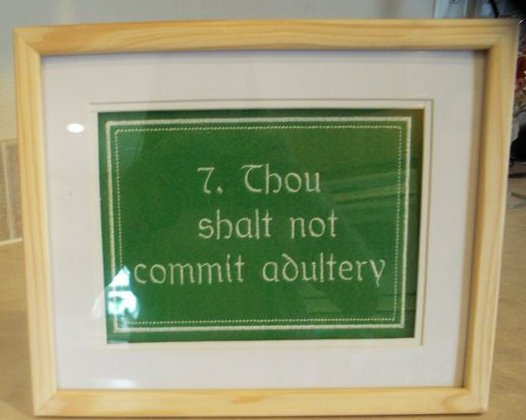 7. Thou
shalt not
commit adultery